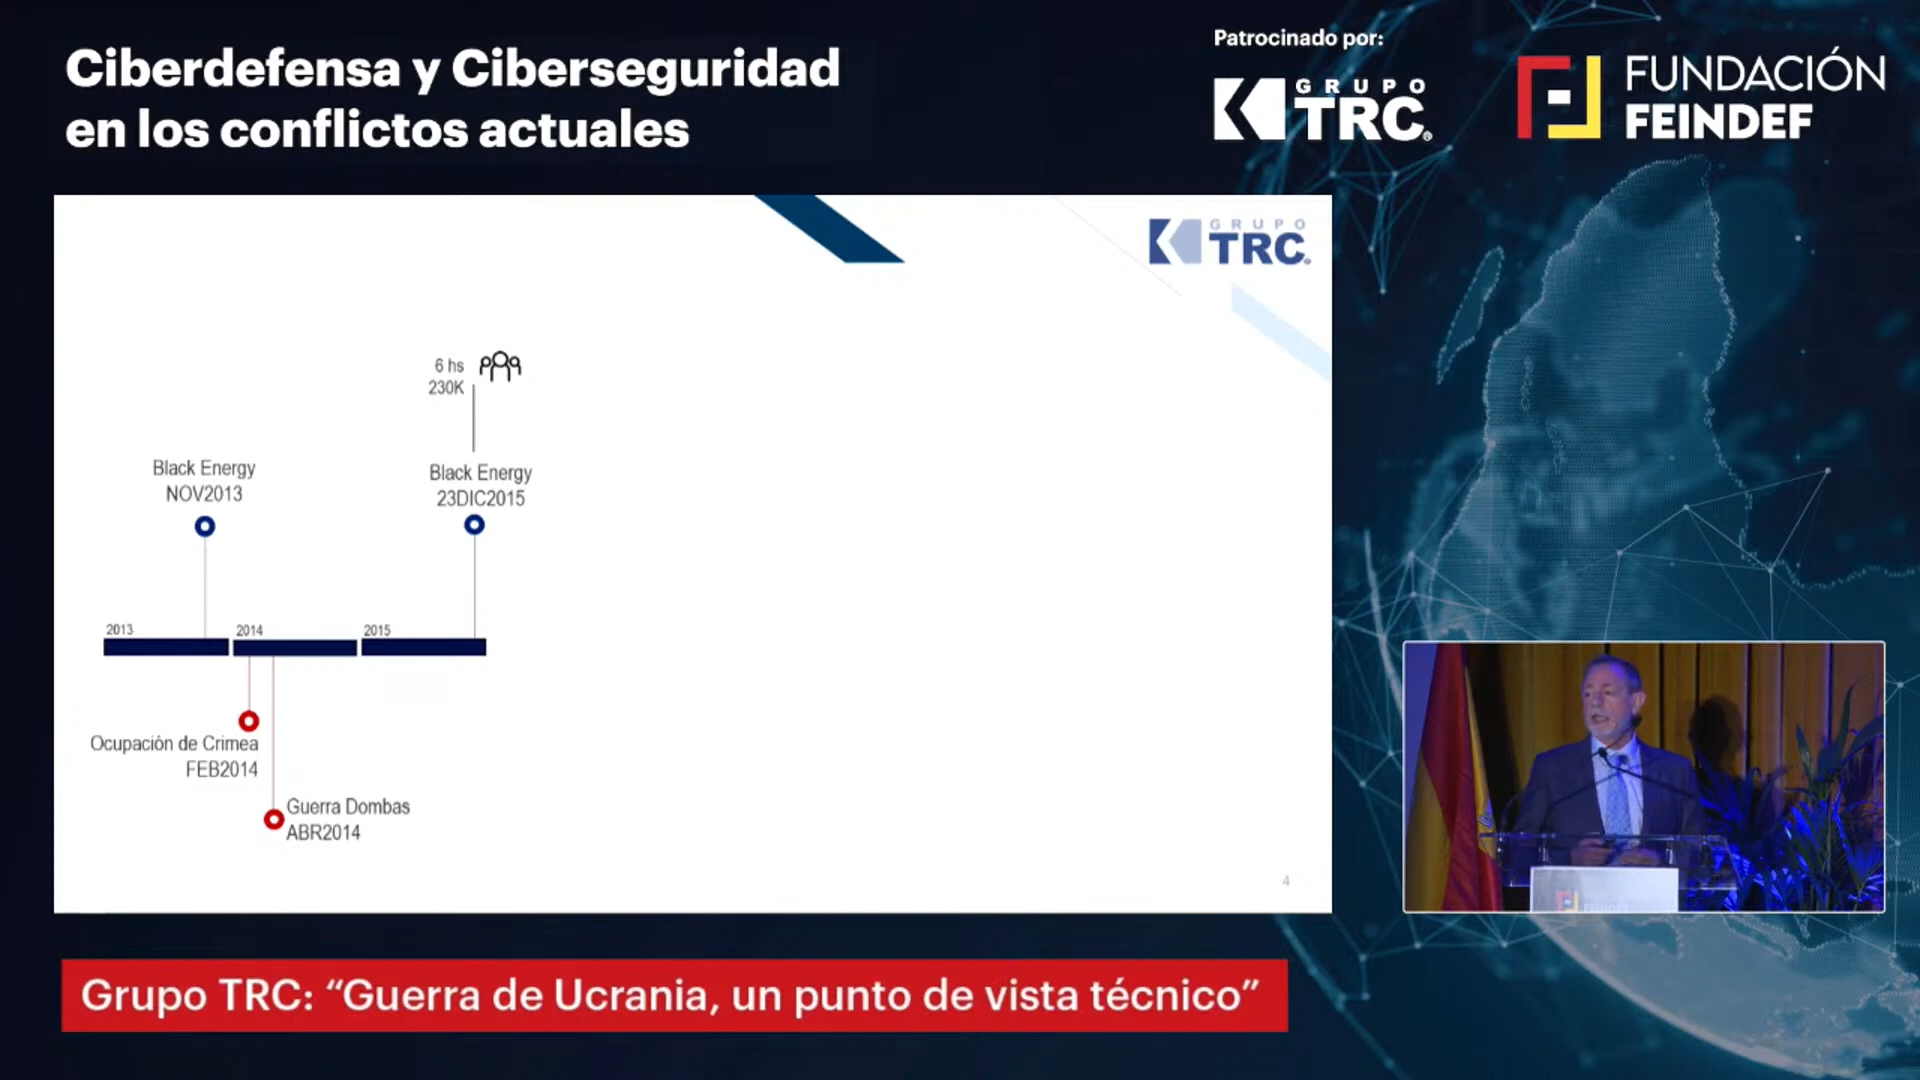 Ciberdefensa y Ciberseguridad
en los conflictos actuales
Patrocinado por:
GRUPO
TRC®
FUNDACIÓN
FEINDEF
GRUPO
TRC®
6 hs
230K
Black Energy
NOV2013
Black Energy
23DIC2015
2013
2014
2015
Ocupación de Crimea
FEB2014
Guerra Dombas
ABR2014
4
Grupo TRC: “Guerra de Ucrania, un punto de vista técnico”